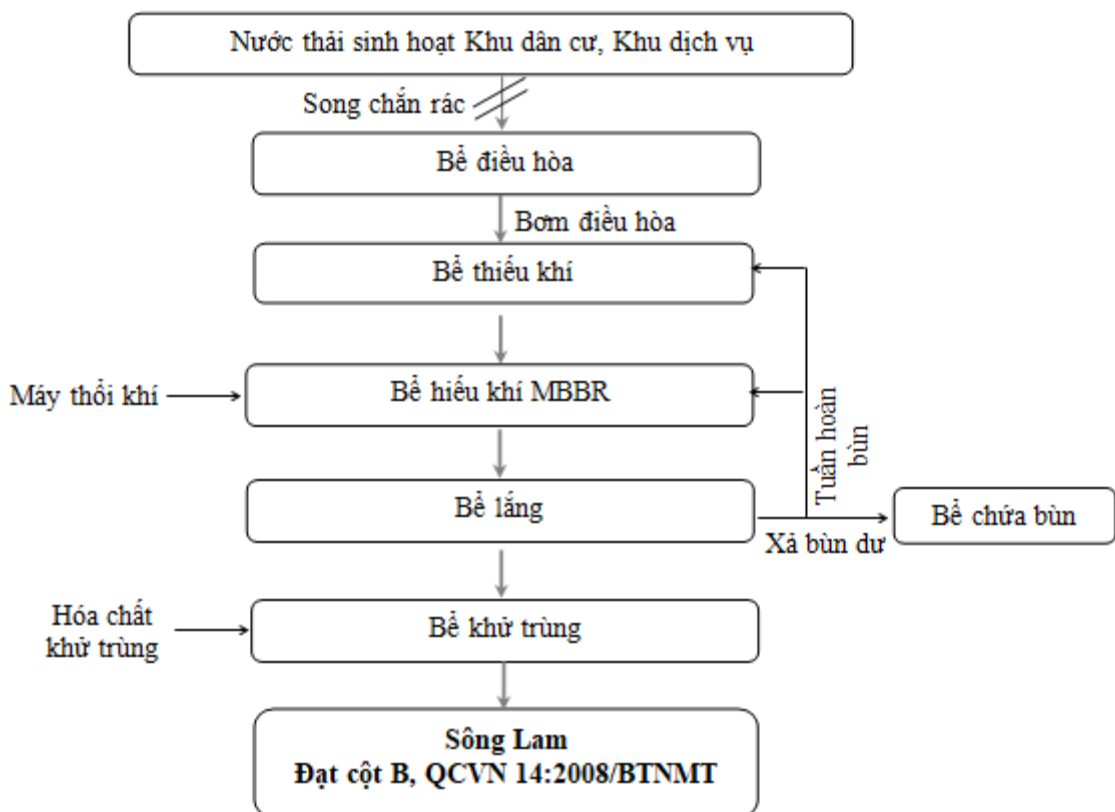 Nước thải sinh hoạt Khu dân cư, Khu dịch vụ
Song chắn rác
Bể điều hòa
Bơm điều hòa
Bể thiếu khí
Máy thổi khí
Bể hiếu khí MBBR
Tuần hoàn
bùn
Bể lắng
Bể chứa bùn
Xả bùn dư
Hóa chất
khử trùng
Bể khử trùng
Sông Lam
Đạt cột B, QCVN 14:2008/BTNMT